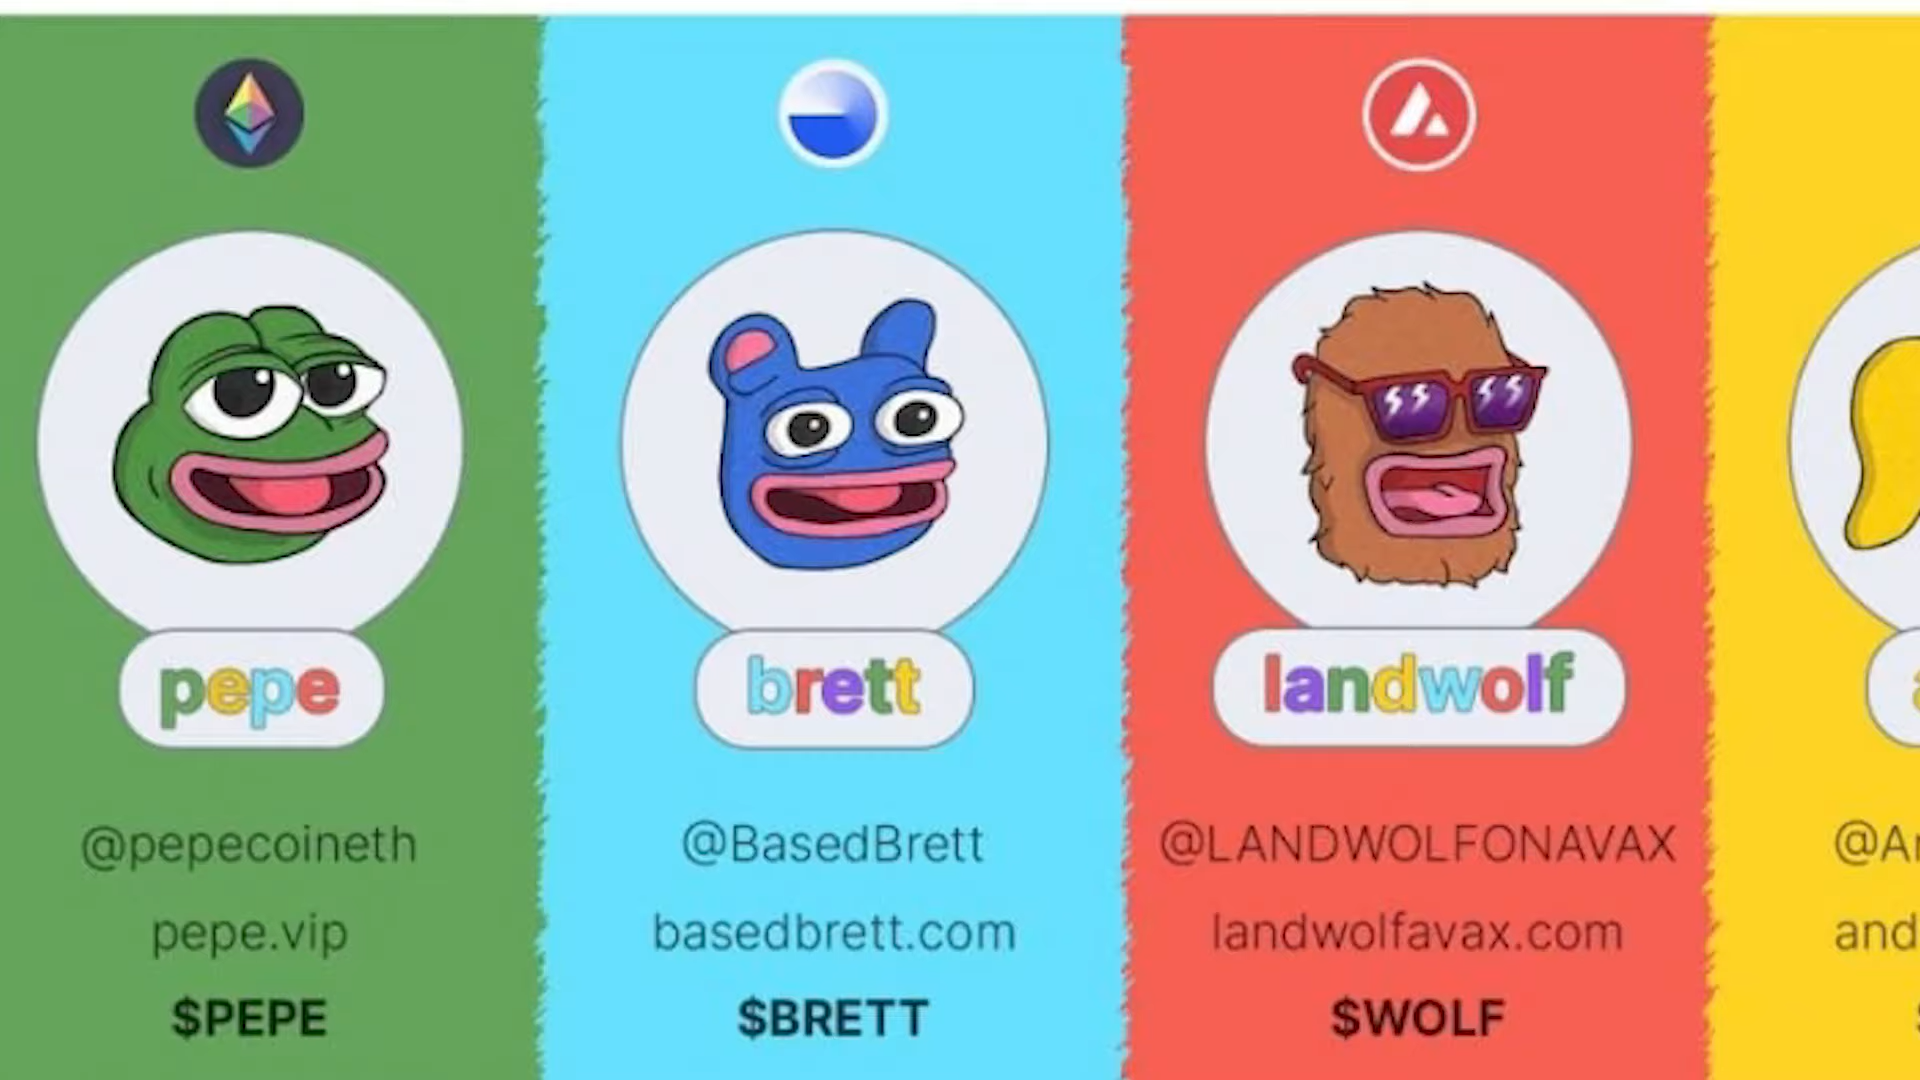 pepe
@pepecoineth
pepe.vip
$PEPE
brett
@BasedBrett
basedbrett.com
$BRETT
landwolf
@LANDWOLFONAVAX
landwolfavax.com
$WOLF